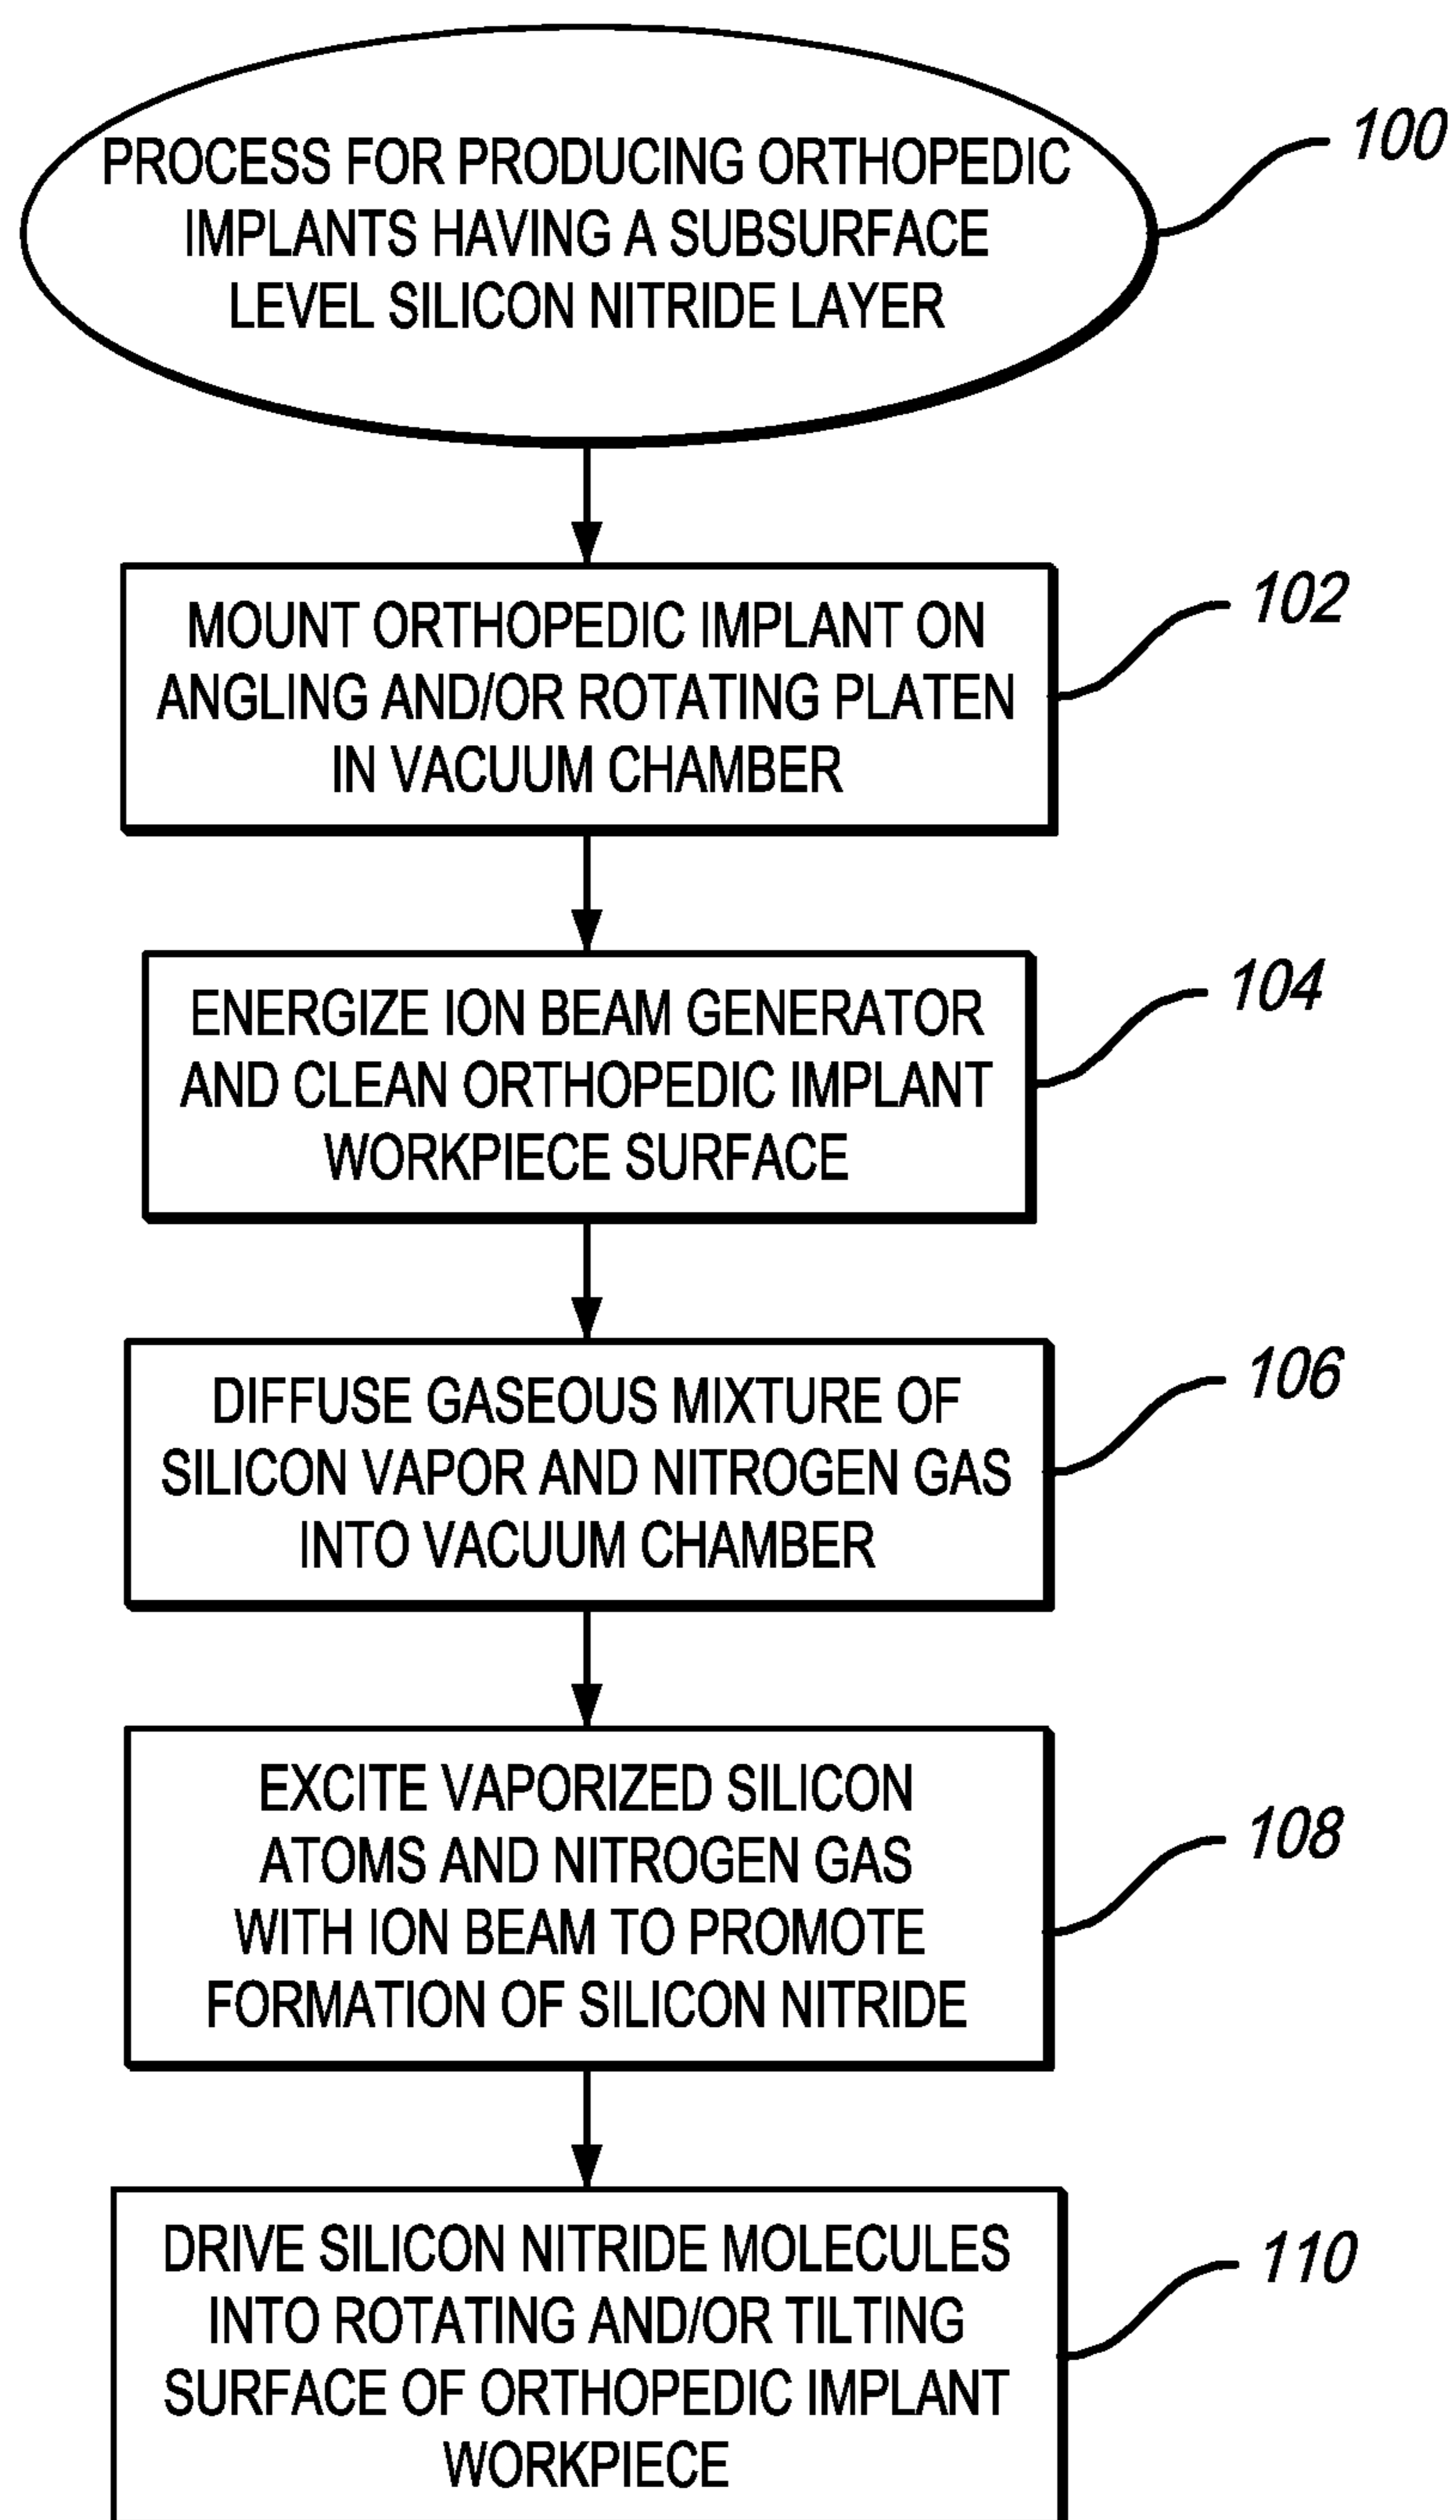 PROCESS FOR PRODUCING ORTHOPEDIC
IMPLANTS HAVING A SUBSURFACE
LEVEL SILICON NITRIDE LAYER
100
MOUNT ORTHOPEDIC IMPLANT ON
ANGLING AND/OR ROTATING PLATEN
IN VACUUM CHAMBER
102
ENERGIZE ION BEAM GENERATOR
AND CLEAN ORTHOPEDIC IMPLANT
WORKPIECE SURFACE
104
DIFFUSE GASEOUS MIXTURE OF
SILICON VAPOR AND NITROGEN GAS
INTO VACUUM CHAMBER
106
EXCITE VAPORIZED SILICON
ATOMS AND NITROGEN GAS
WITH ION BEAM TO PROMOTE
FORMATION OF SILICON NITRIDE
108
DRIVE SILICON NITRIDE MOLECULES
INTO ROTATING AND/OR TILTING
SURFACE OF ORTHOPEDIC IMPLANT
WORKPIECE
110